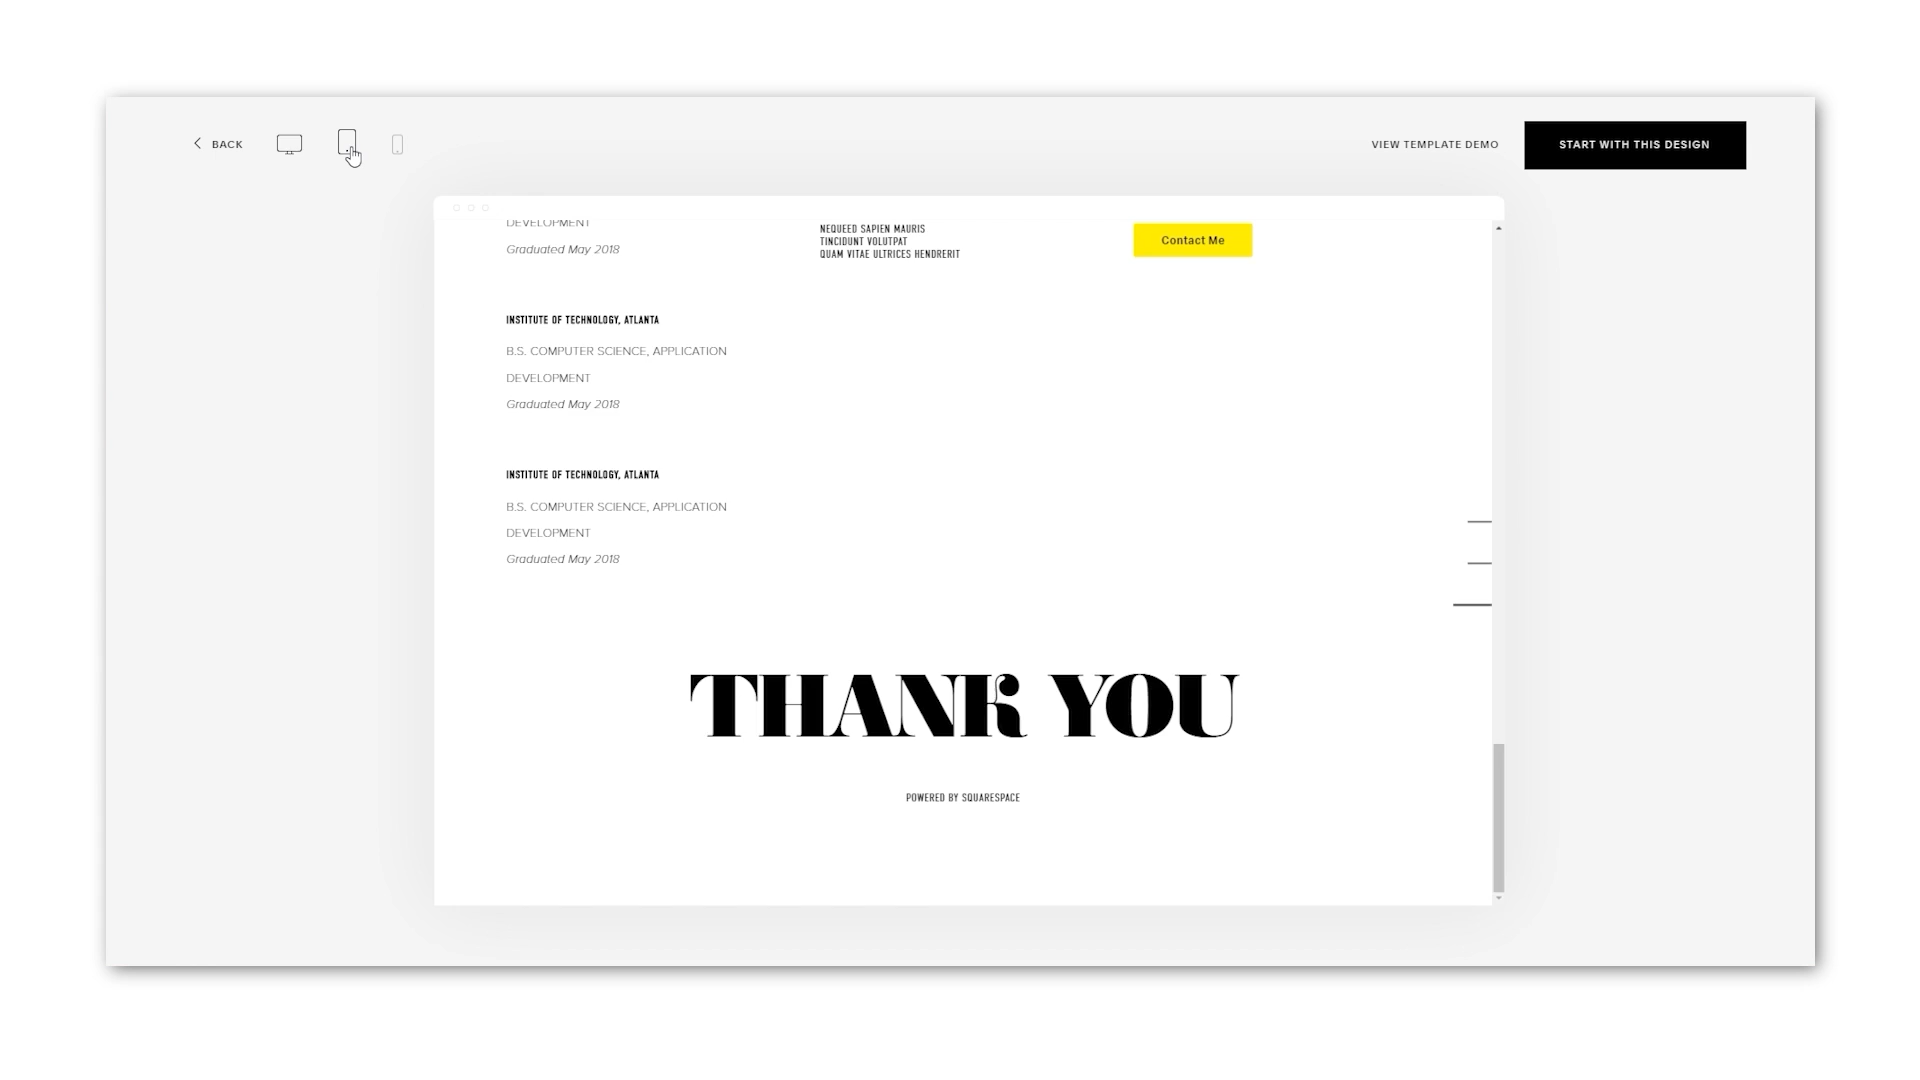 BACK
VIEW TEMPLATE DEMO
START WITH THIS DESIGN
DEVELOPMENT
Graduated May 2018
NEQUEED SAPIEN MAURIS
TINCIDUNT VOLUTPAT
QUAM VITAE ULTRICES HENDRERIT
Contact Me
INSTITUTE OF TECHNOLOGY, ATLANTA
B.S. COMPUTER SCIENCE, APPLICATION
DEVELOPMENT
Graduated May 2018
INSTITUTE OF TECHNOLOGY, ATLANTA
B.S. COMPUTER SCIENCE, APPLICATION
DEVELOPMENT
Graduated May 2018
THANK YOU
POWERED BY SQUARESPACE